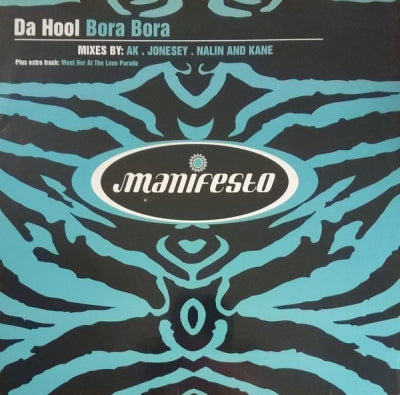 Da Hool Bora Bora
MIXES BY: AK . JONESEY . NALIN AND KANE
Plus extra track: Meet Her At The Love Parade
manifesto